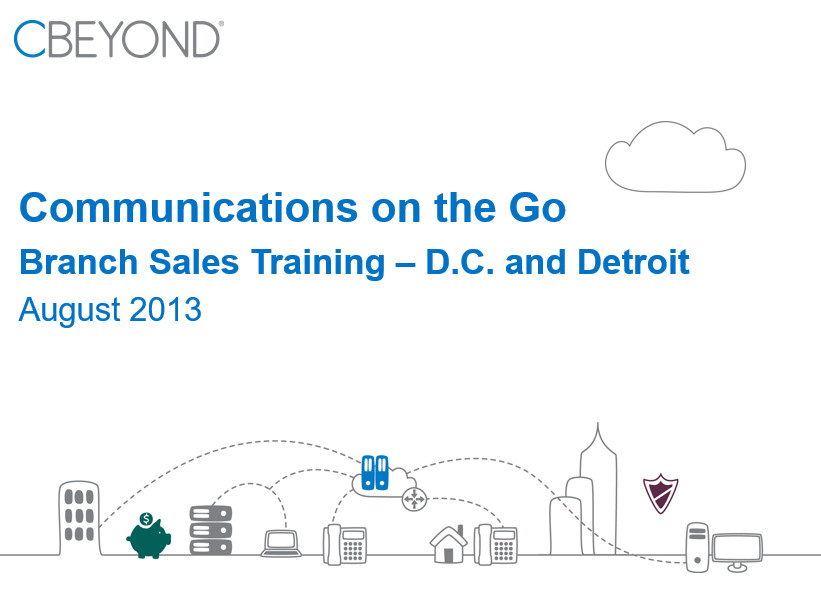 CBEYOND®
Communications on the Go
Branch Sales Training – D.C. and Detroit
August 2013
$